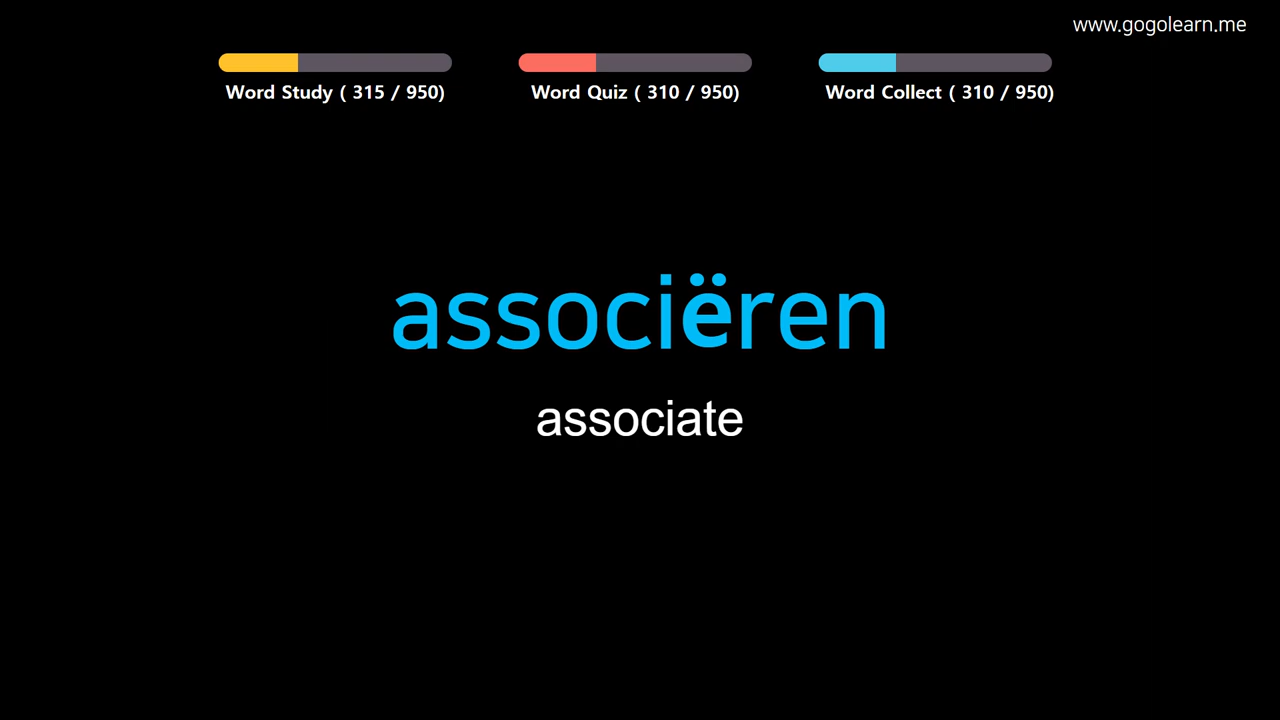 www.gogolearn.me
Word Study ( 315 / 950)
Word Quiz ( 310 / 950)
Word Collect ( 310 / 950)
associëren
associate